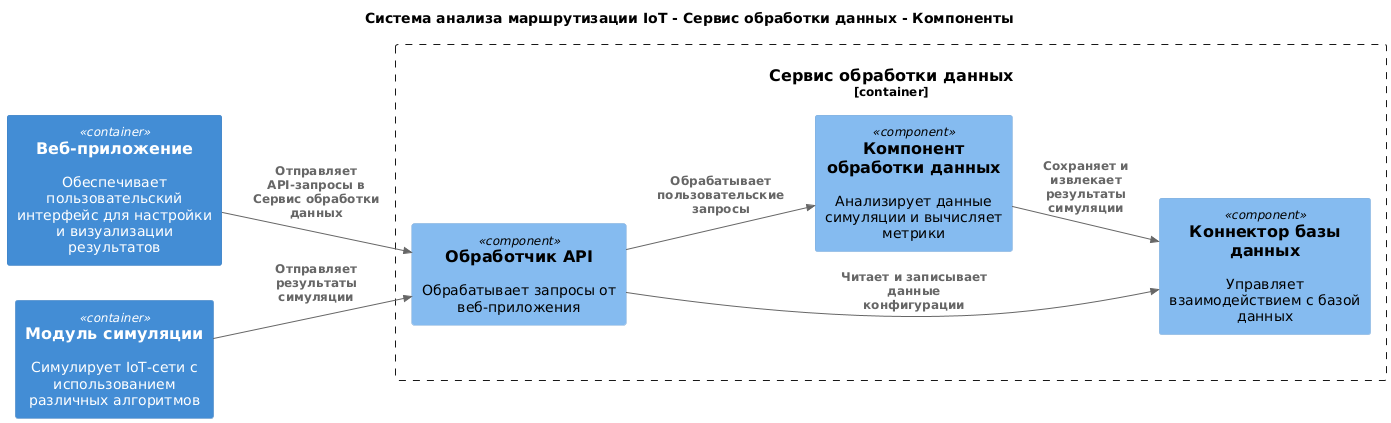 Система анализа маршрутизации IoT - Сервис обработки данных - Компоненты
Сервис обработки данных
[container]
«container»
Веб-приложение
Обеспечивает
пользовательский
интерфейс для настройки
и визуализации
результатов
Отправляет
API-запросы в
Сервис обработки
данных
«container»
Модуль симуляции
Симулирует IoT-сети с
использованием
различных алгоритмов
Отправляет
результаты
симуляции
«component»
Обработчик API
Обрабатывает запросы от
веб-приложения
Обрабатывает
пользовательские
запросы
«component»
Компонент
обработки данных
Анализирует данные
симуляции и вычисляет
метрики
Сохраняет и
извлекает
результаты
симуляции
Читает и записывает
данные
конфигурации
«component»
Коннектор базы
данных
Управляет
взаимодействием с базой
данных